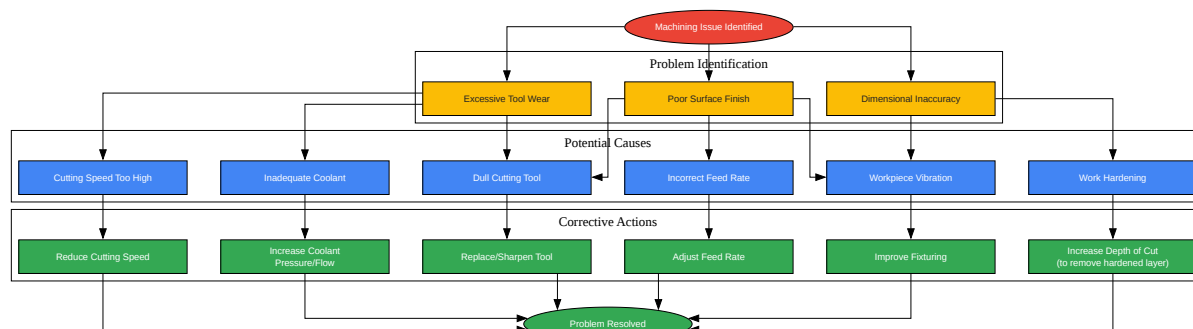 Machining Issue Identified
Problem Identification
Excessive Tool Wear
Poor Surface Finish
Dimensional Inaccuracy
Potential Causes
Cutting Speed Too High
Inadequate Coolant
Dull Cutting Tool
Incorrect Feed Rate
Workpiece Vibration
Work Hardening
Corrective Actions
Reduce Cutting Speed
Increase Coolant
Pressure/Flow
Replace/Sharpen Tool
Adjust Feed Rate
Improve Fixturing
Increase Depth of Cut
(to remove hardened layer)
Problem Resolved